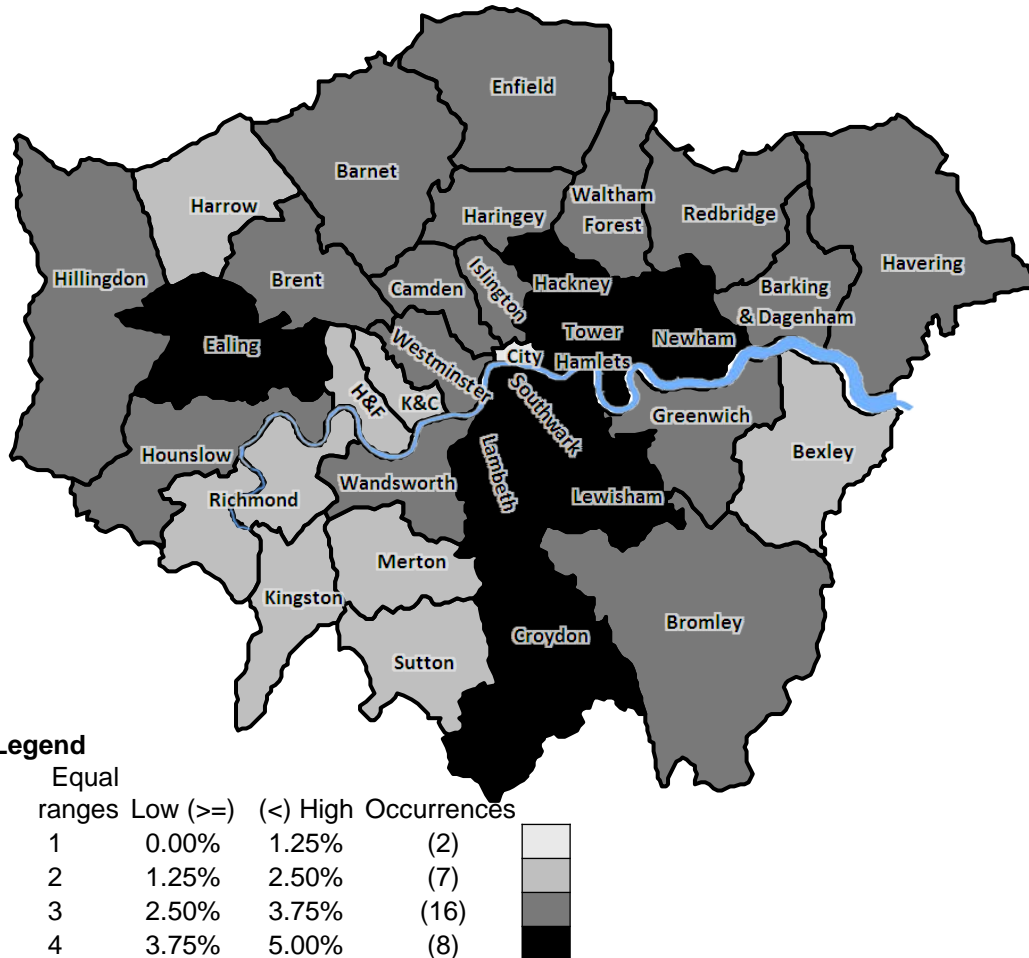 Enfield
Barnet
Harrow
Haringey
Waltham
Forest
Redbridge
Havering
Hillingdon
Brent
Camden
Islington
Hackney
Barking
& Dagenham
Ealing
Westminster
City
Tower
Hamlets
Newham
H&F
K&C
Southwark
Greenwich
Hounslow
Bexley
Richmond
Wandsworth
Lambeth
Lewisham
Merton
Kingston
Bromley
Croydon
Sutton
Legend
Equal
ranges Low (>=) (<) High Occurrences
1 0.00% 1.25% (2)
2 1.25% 2.50% (7)
3 2.50% 3.75% (16)
4 3.75% 5.00% (8)